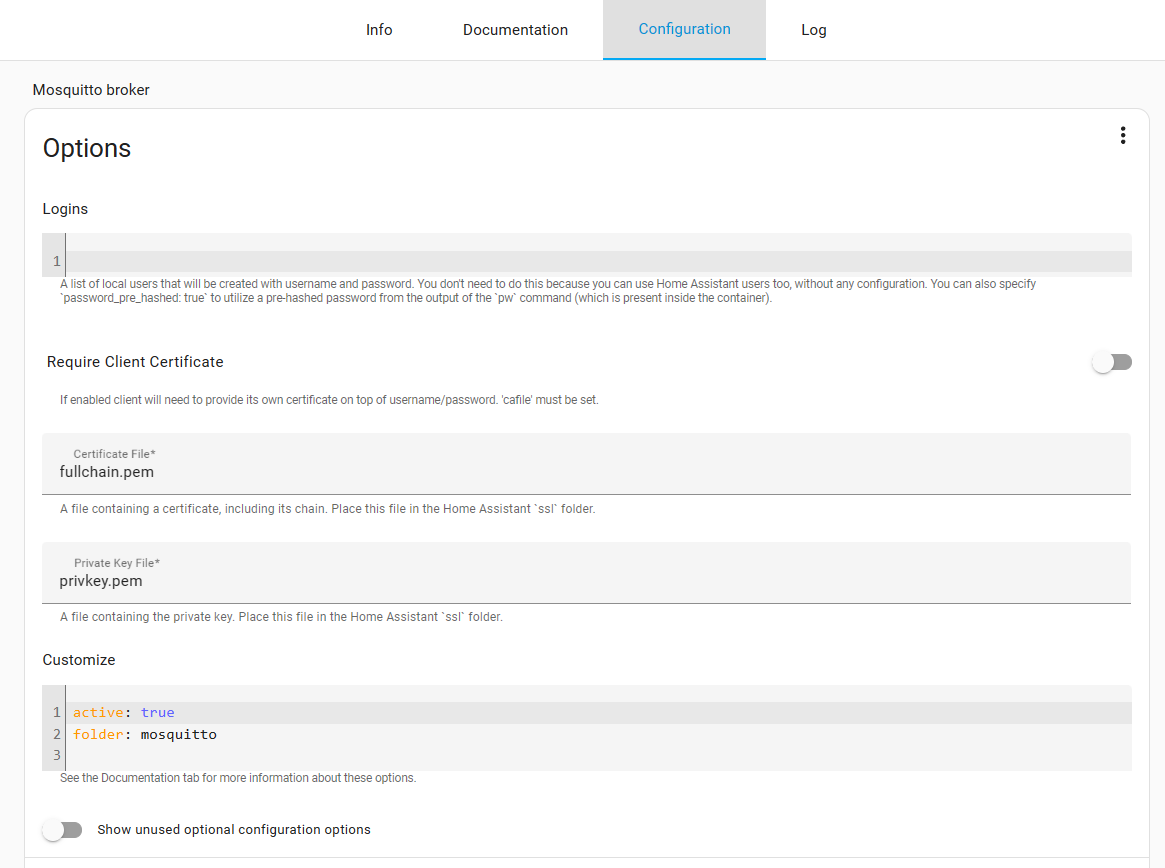 Info Documentation Configuration Log
Mosquitto broker
Options
Logins
1
A list of local users that will be created with username and password. You don't need to do this because you can use Home Assistant users too, without any configuration. You can also specify
`password_pre_hashed: true` to utilize a pre-hashed password from the output of the `pw` command (which is present inside the container).
Require Client Certificate
If enabled client will need to provide its own certificate on top of username/password. 'cafile' must be set.
Certificate File*
fullchain.pem
A file containing a certificate, including its chain. Place this file in the Home Assistant `ssl` folder.
Private Key File*
privkey.pem
A file containing the private key. Place this file in the Home Assistant `ssl` folder.
Customize
1 active: true
2 folder: mosquitto
3
See the Documentation tab for more information about these options.
Show unused optional configuration options